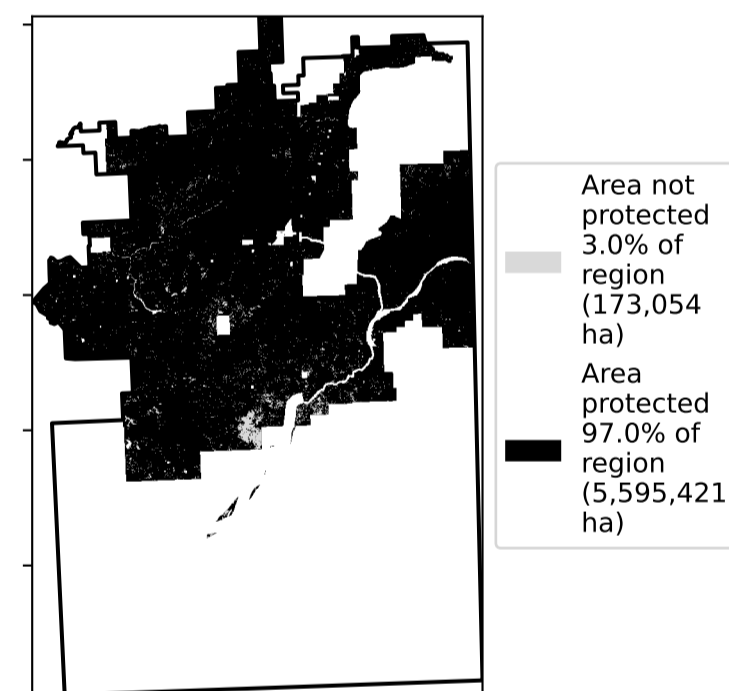 Area not
protected
3.0% of
region
(173,054
ha)
Area
protected
97.0% of
region
(5,595,421
ha)